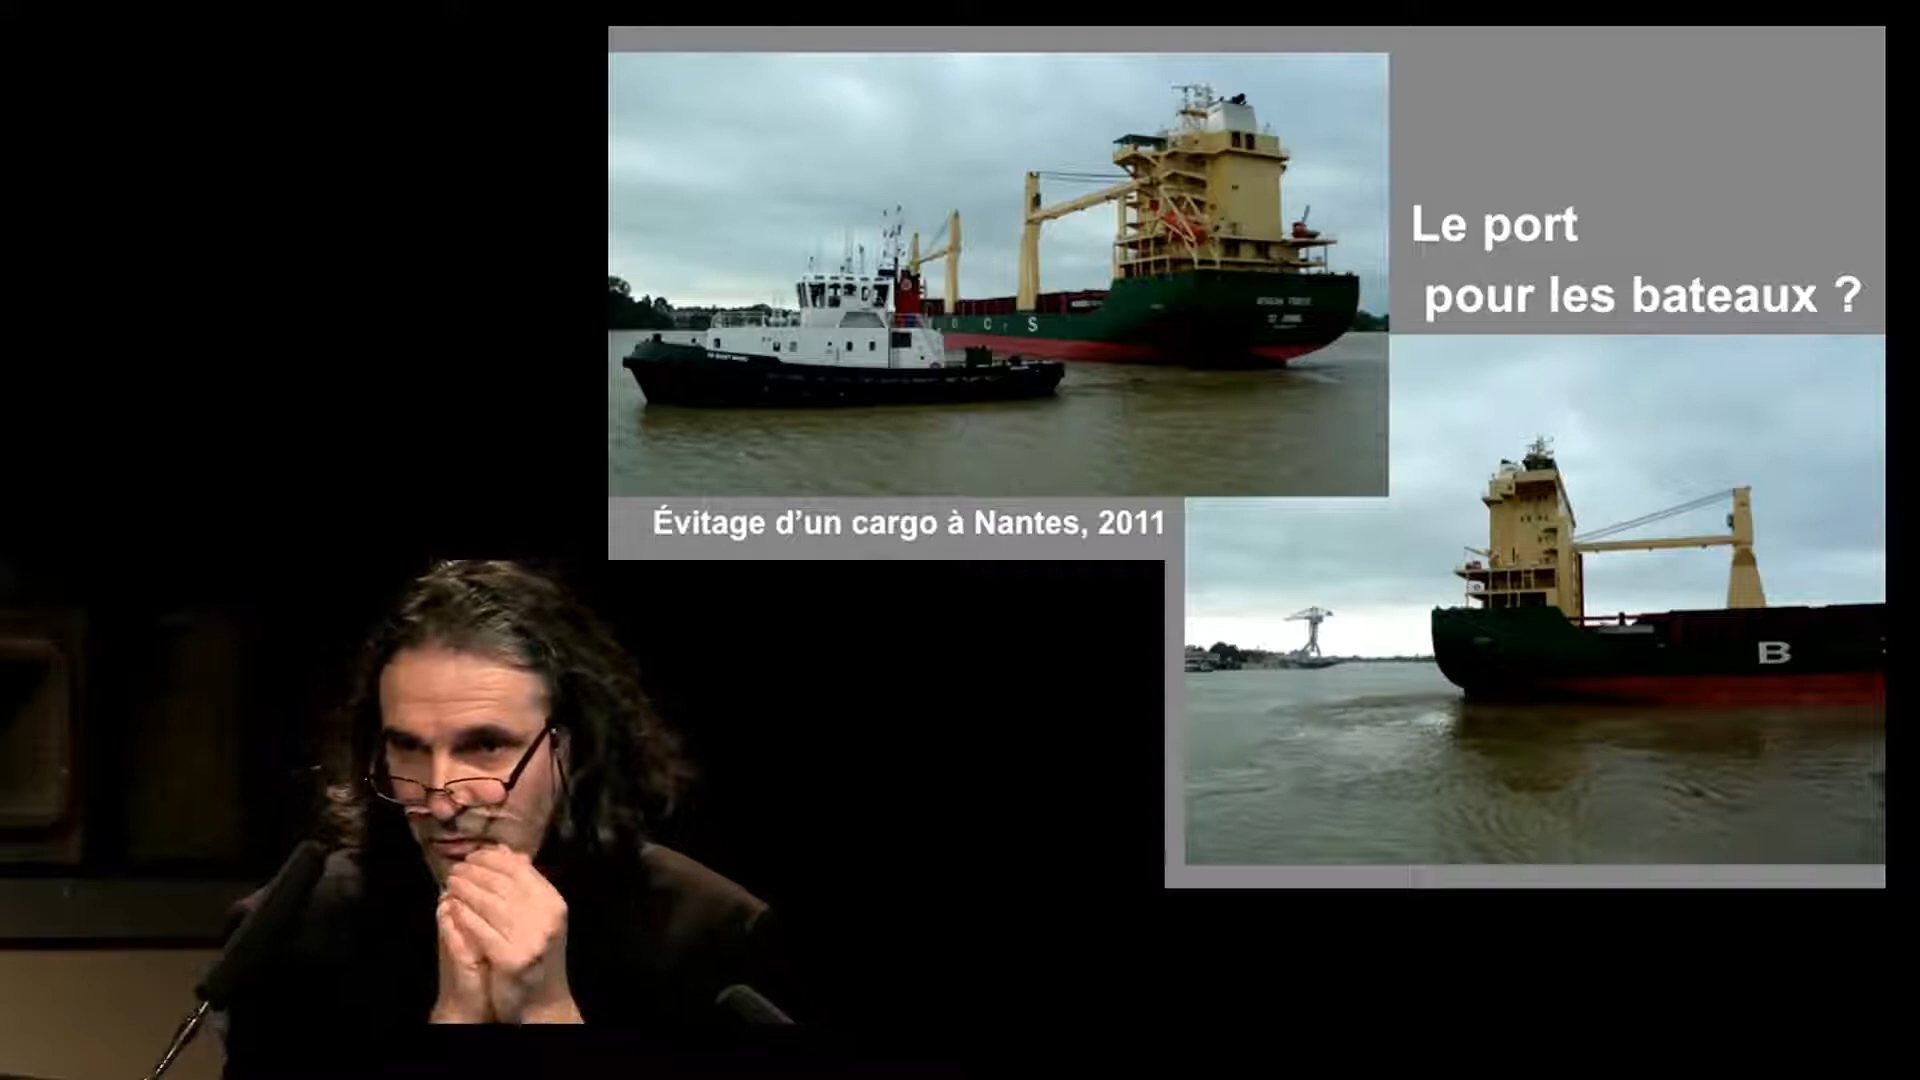 Le port
pour les bateaux ?
C S
Évitage d'un cargo à Nantes, 2011
B